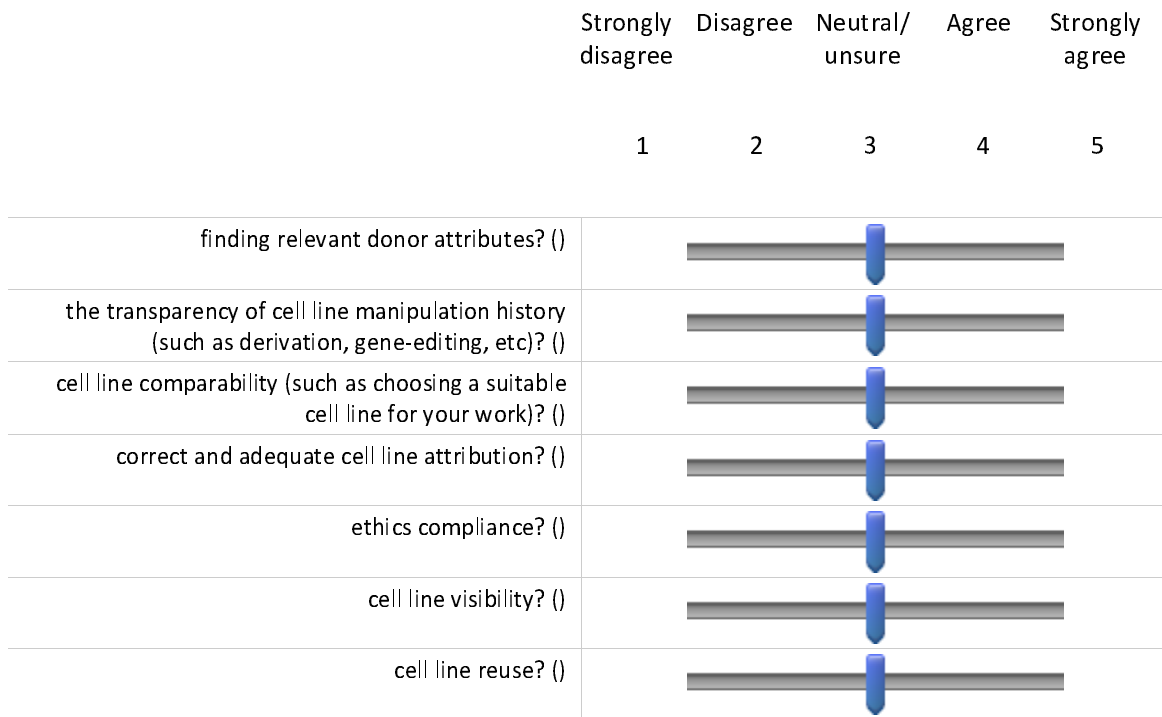 Strongly disagree Disagree Neutral/ unsure Agree Strongly agree
1 2 3 4 5
finding relevant donor attributes? ()
the transparency of cell line manipulation history
(such as derivation, gene-editing, etc)? ()
cell line comparability (such as choosing a suitable
cell line for your work)? ()
correct and adequate cell line attribution? ()
ethics compliance? ()
cell line visibility? ()
cell line reuse? ()